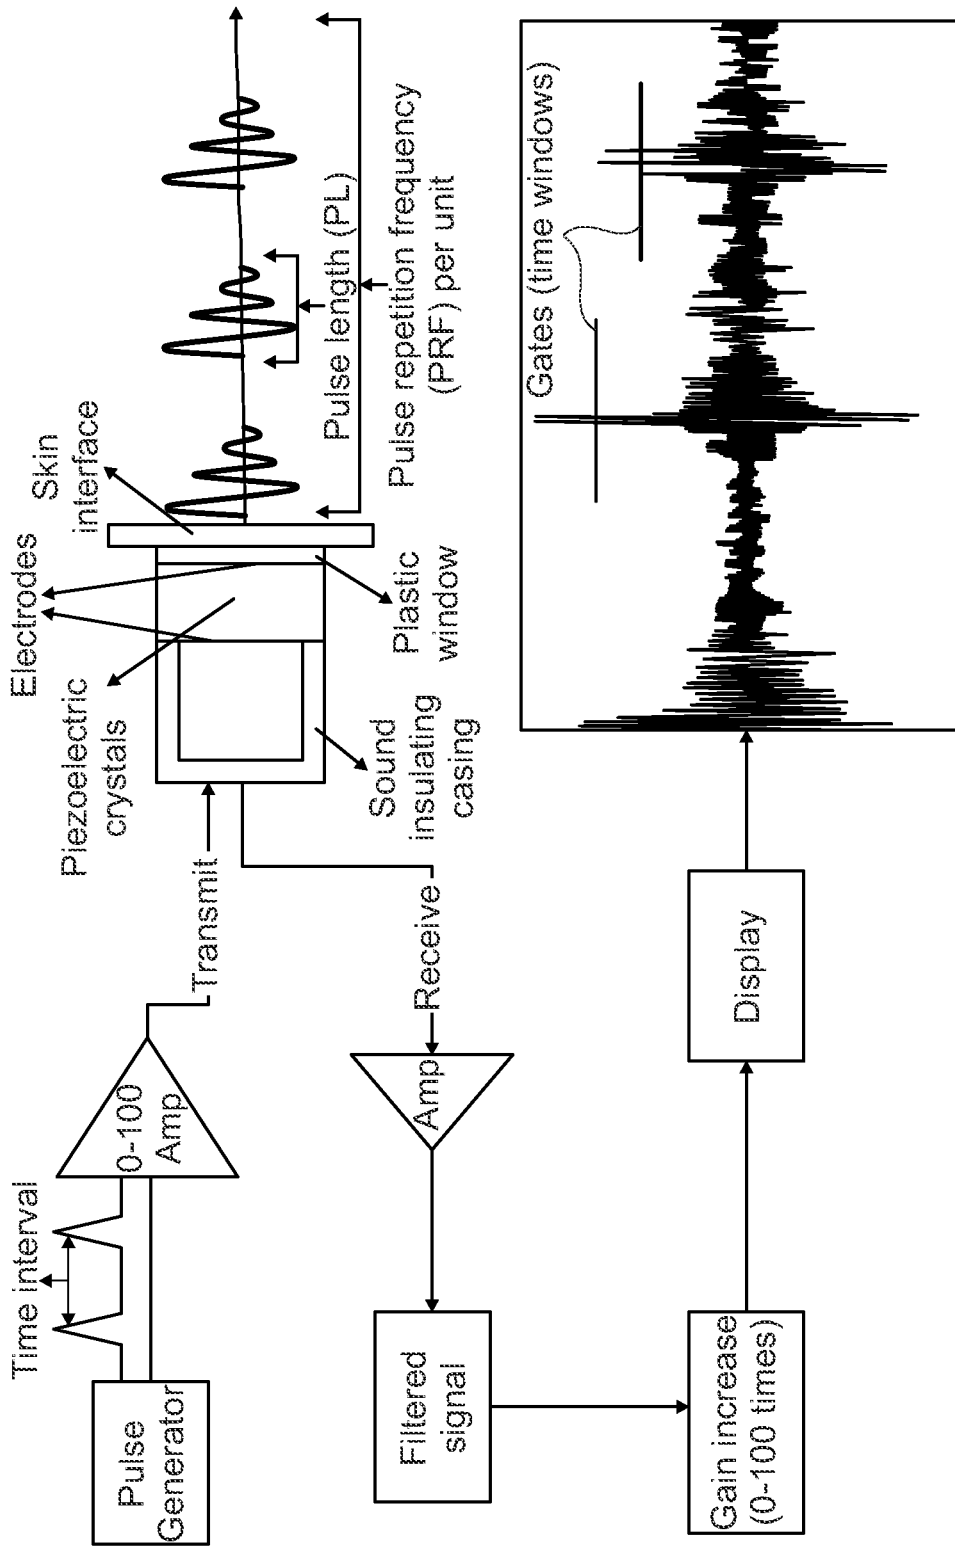 Time interval
Pulse
Generator
0-100
Amp
Transmit
Piezoelectric
crystals
Electrodes
Skin
interface
Sound
insulating
casing
Plastic
window
Pulse length (PL)
Pulse repetition frequency
(PRF) per unit
Receive
Amp
Filtered
signal
Gain increase
(0-100 times)
Display
Gates (time windows)